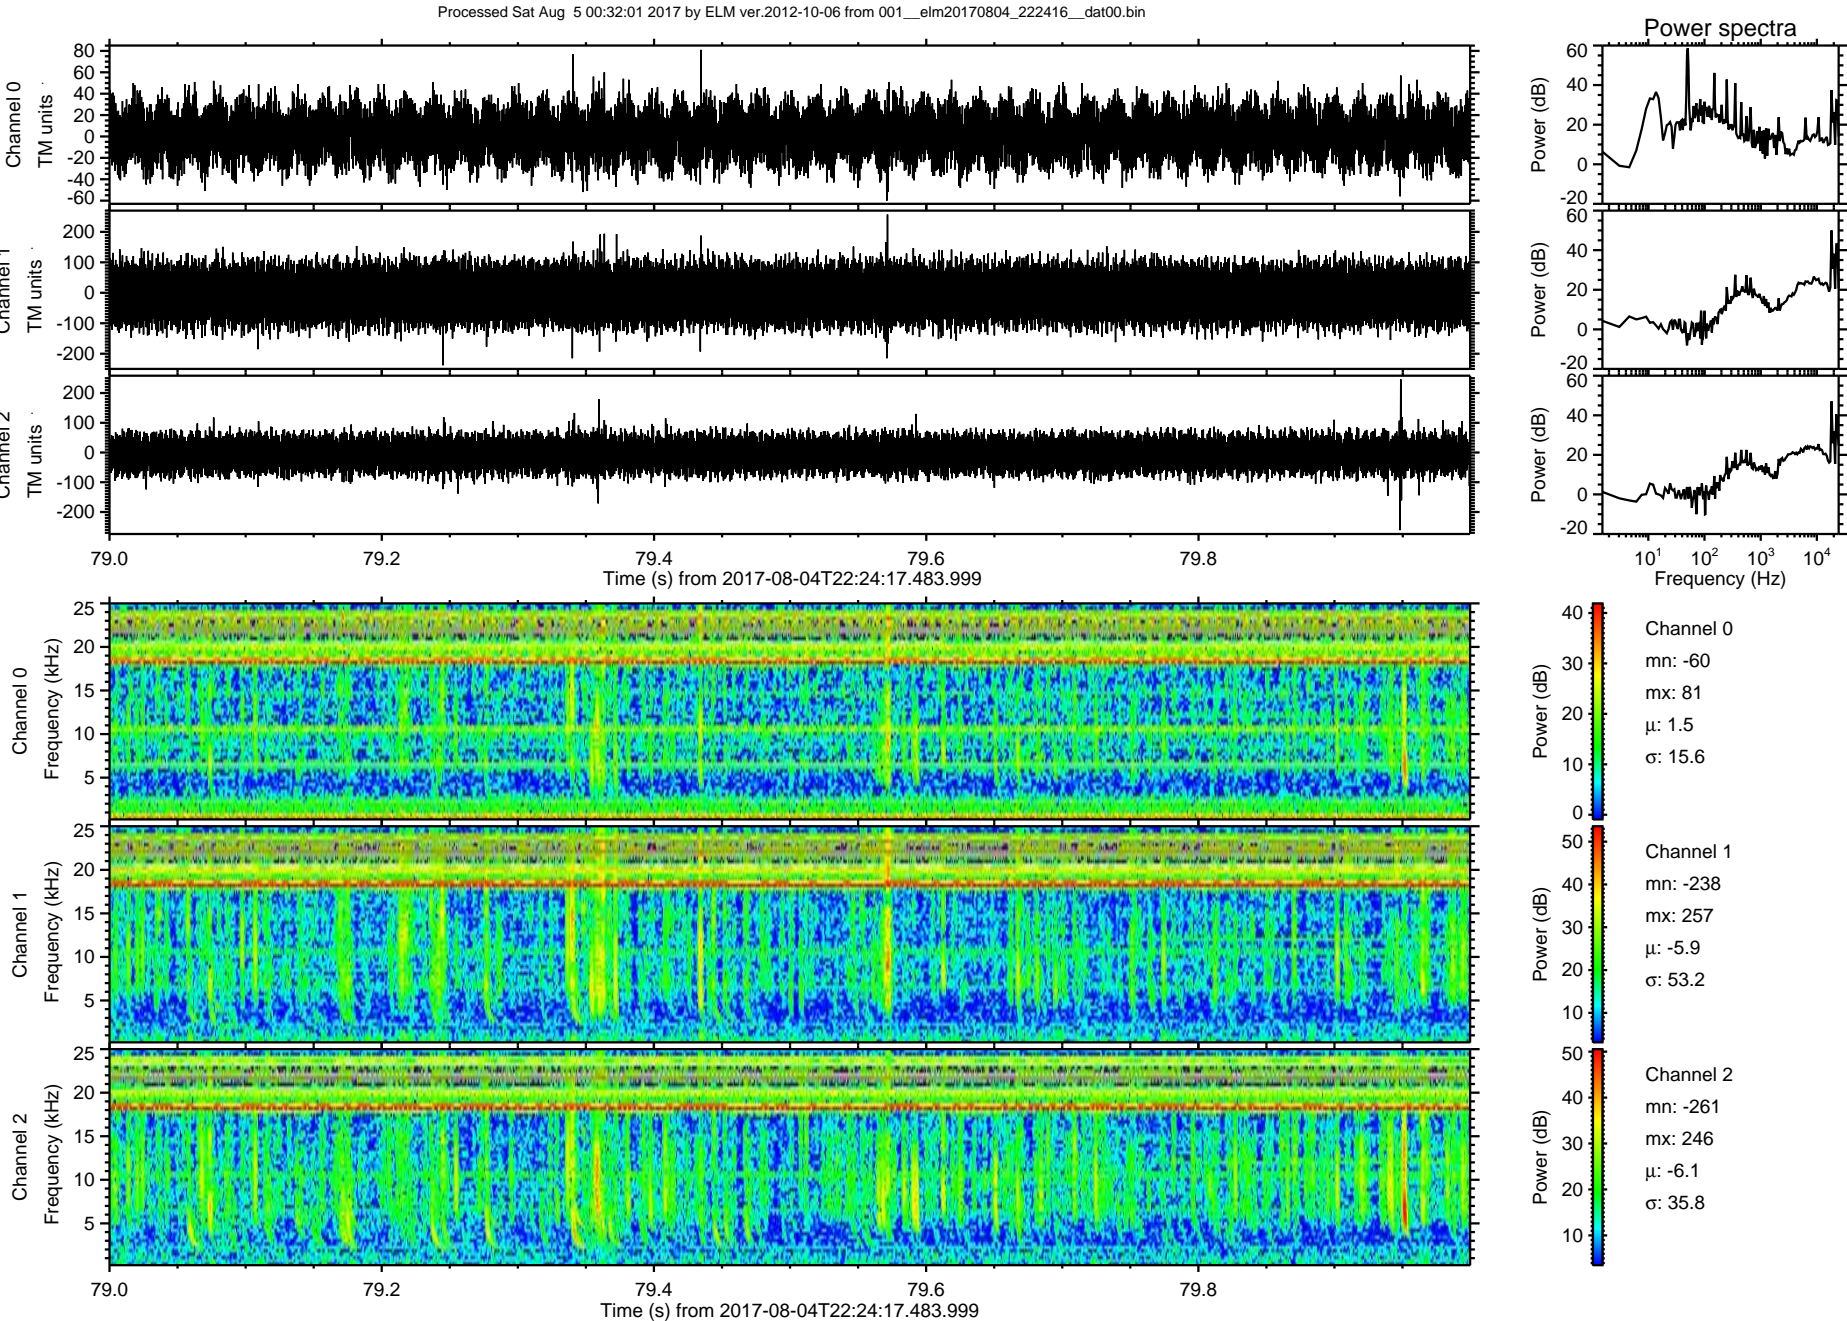 Processed Sat Aug  5 00:32:01 2017 by ELM ver.2012-10-06 from 001__elm20170804_222416__dat00.bin
Power spectra
Channel 0
TM units
80
60
40
20
0
-20
-40
-60
Power (dB)
60
40
20
0
-20
Channel 1
TM units
200
100
0
-100
-200
Power (dB)
60
40
20
0
-20
Channel 2
TM units
200
100
0
-100
-200
Power (dB)
60
40
20
0
-20
79.0 79.2 79.4 79.6 79.8
Time (s) from 2017-08-04T22:24:17.483.999
10¹ 10² 10³ 10⁴
Frequency (Hz)
Channel 0
Frequency (kHz)
25
20
15
10
5
Power (dB)
40
30
20
10
0
Channel 0
mn: -60
mx: 81
μ: 1.5
σ: 15.6
Channel 1
Frequency (kHz)
25
20
15
10
5
Power (dB)
50
40
30
20
10
Channel 1
mn: -238
mx: 257
μ: -5.9
σ: 53.2
Channel 2
Frequency (kHz)
25
20
15
10
5
Power (dB)
50
40
30
20
10
Channel 2
mn: -261
mx: 246
μ: -6.1
σ: 35.8
79.0 79.2 79.4 79.6 79.8
Time (s) from 2017-08-04T22:24:17.483.999